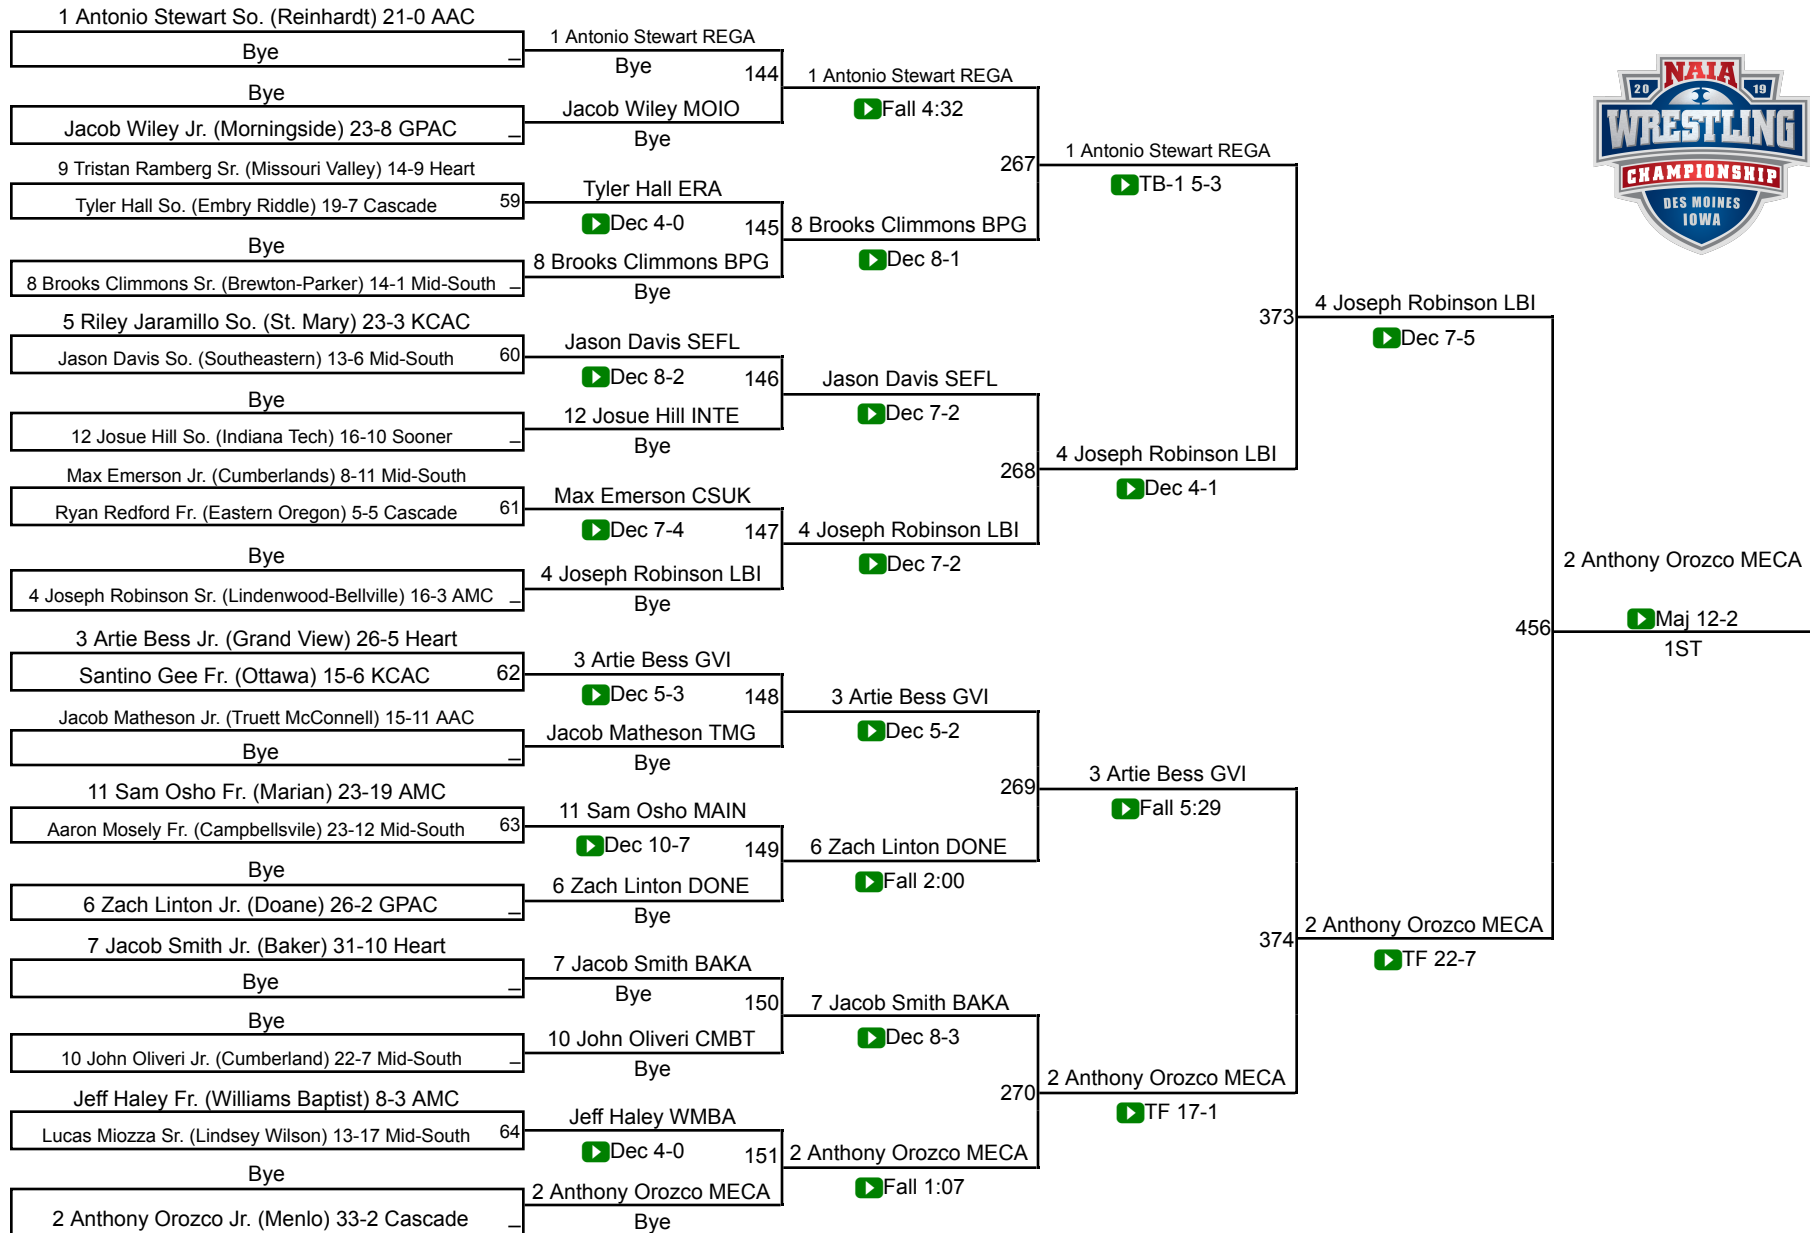 1 Antonio Stewart So. (Reinhardt) 21-0 AAC
Bye
_
Bye
Jacob Wiley Jr. (Morningside) 23-8 GPAC
_
9 Tristan Ramberg Sr. (Missouri Valley) 14-9 Heart
Tyler Hall So. (Embry Riddle) 19-7 Cascade
59
Bye
8 Brooks Climmons Sr. (Brewton-Parker) 14-1 Mid-South
_
5 Riley Jaramillo So. (St. Mary) 23-3 KCAC
Jason Davis So. (Southeastern) 13-6 Mid-South
60
Bye
12 Josue Hill So. (Indiana Tech) 16-10 Sooner
_
Max Emerson Jr. (Cumberlands) 8-11 Mid-South
Ryan Redford Fr. (Eastern Oregon) 5-5 Cascade
61
Bye
4 Joseph Robinson Sr. (Lindenwood-Bellville) 16-3 AMC
_
3 Artie Bess Jr. (Grand View) 26-5 Heart
Santino Gee Fr. (Ottawa) 15-6 KCAC
62
Jacob Matheson Jr. (Truett McConnell) 15-11 AAC
Bye
_
11 Sam Osho Fr. (Marian) 23-19 AMC
Aaron Mosely Fr. (Campbellsvile) 23-12 Mid-South
63
Bye
6 Zach Linton Jr. (Doane) 26-2 GPAC
_
7 Jacob Smith Jr. (Baker) 31-10 Heart
Bye
_
Bye
10 John Oliveri Jr. (Cumberland) 22-7 Mid-South
_
Jeff Haley Fr. (Williams Baptist) 8-3 AMC
Lucas Miozza Sr. (Lindsey Wilson) 13-17 Mid-South
64
Bye
2 Anthony Orozco Jr. (Menlo) 33-2 Cascade
_
1 Antonio Stewart REGA
Bye
144
Jacob Wiley MOIO
Bye
Tyler Hall ERA
Dec 4-0
145
8 Brooks Climmons BPG
Bye
Jason Davis SEFL
Dec 8-2
146
12 Josue Hill INTE
Bye
Max Emerson CSUK
Dec 7-4
147
4 Joseph Robinson LBI
Bye
3 Artie Bess GVI
Dec 5-3
148
Jacob Matheson TMG
Bye
11 Sam Osho MAIN
Dec 10-7
149
6 Zach Linton DONE
Bye
7 Jacob Smith BAKA
Bye
150
10 John Oliveri CMBT
Bye
Jeff Haley WMBA
Dec 4-0
151
2 Anthony Orozco MECA
Bye
1 Antonio Stewart REGA
Fall 4:32
267
8 Brooks Climmons BPG
Dec 8-1
Jason Davis SEFL
Dec 7-2
268
4 Joseph Robinson LBI
Dec 7-2
3 Artie Bess GVI
Dec 5-2
269
6 Zach Linton DONE
Fall 2:00
7 Jacob Smith BAKA
Dec 8-3
270
2 Anthony Orozco MECA
Fall 1:07
1 Antonio Stewart REGA
TB-1 5-3
373
4 Joseph Robinson LBI
Dec 4-1
3 Artie Bess GVI
Fall 5:29
374
2 Anthony Orozco MECA
TF 17-1
4 Joseph Robinson LBI
Dec 7-5
456
2 Anthony Orozco MECA
TF 22-7
2 Anthony Orozco MECA
Maj 12-2
1ST
NAIA
20 19
WRESTLING
CHAMPIONSHIP
DES MOINES
IOWA